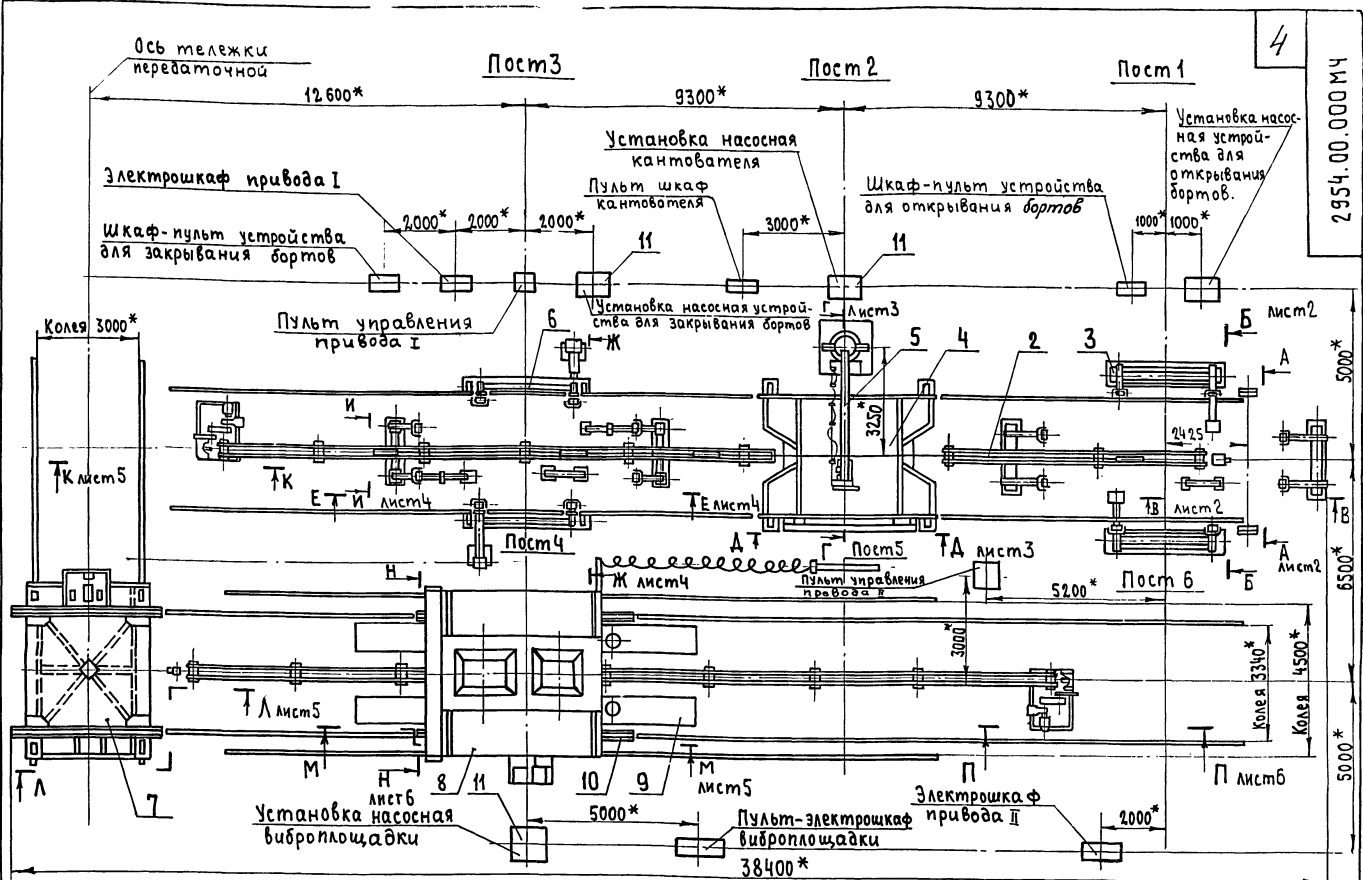 Ось тележки
передаточной
Пост3
Пост 2
Пост 1
4
2954.00.000МЧ
12600*
9300*
9300*
Установка насос-
ная устрой-
ства для
открывания
бортов.
Установка насосная
кантователя
Электрошкаф привода I
Пульт шкаф
кантователя
Шкаф-пульт устройства
для открывания бортов
2000*
2000*
2000*
3000*
1000*
1000*
Шкаф-пульт устройства
для закрывания бортов
11
11
Колея 3000*
Пульт управления
привода I
Установка насосная устрой-
ства для закрывания бортов
Г лист3
6
Ж
5
4
2
3
Б
лист2
А
5000*
3250*
2425
И
К лист5
К
Е
И
лист4
Е лист4
В
лист2
В
Пост4
Д
Г
Пост5
Д
лист3
А
лист2
Б
Н
Ж лист4
Пульт управления
превода II
Пост 6
5200*
3000*
6500*
Колея 3340*
Колея 4500*
Л лист5
Л
7
М
Н
лист6
8
11
10
9
М
лист5
П
П лист6
5000*
Установка насосная
виброплощадки
5000*
Пульт-электрошкаф
виброплощадки
Электрошкаф
привода II
2000*
38400*